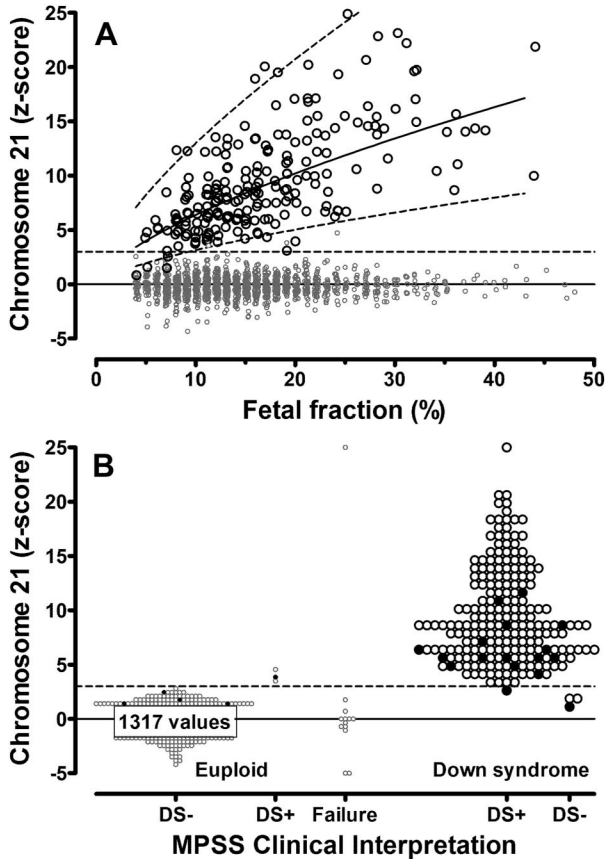 A
Chromosome 21 (z-score)
25
20
15
10
5
0
-5
0 10 20 30 40 50
Fetal fraction (%)
B
Chromosome 21 (z-score)
25
20
15
10
5
0
-5
1317 values
Euploid Down syndrome
DS- DS+ Failure DS+ DS-
MPSS Clinical Interpretation